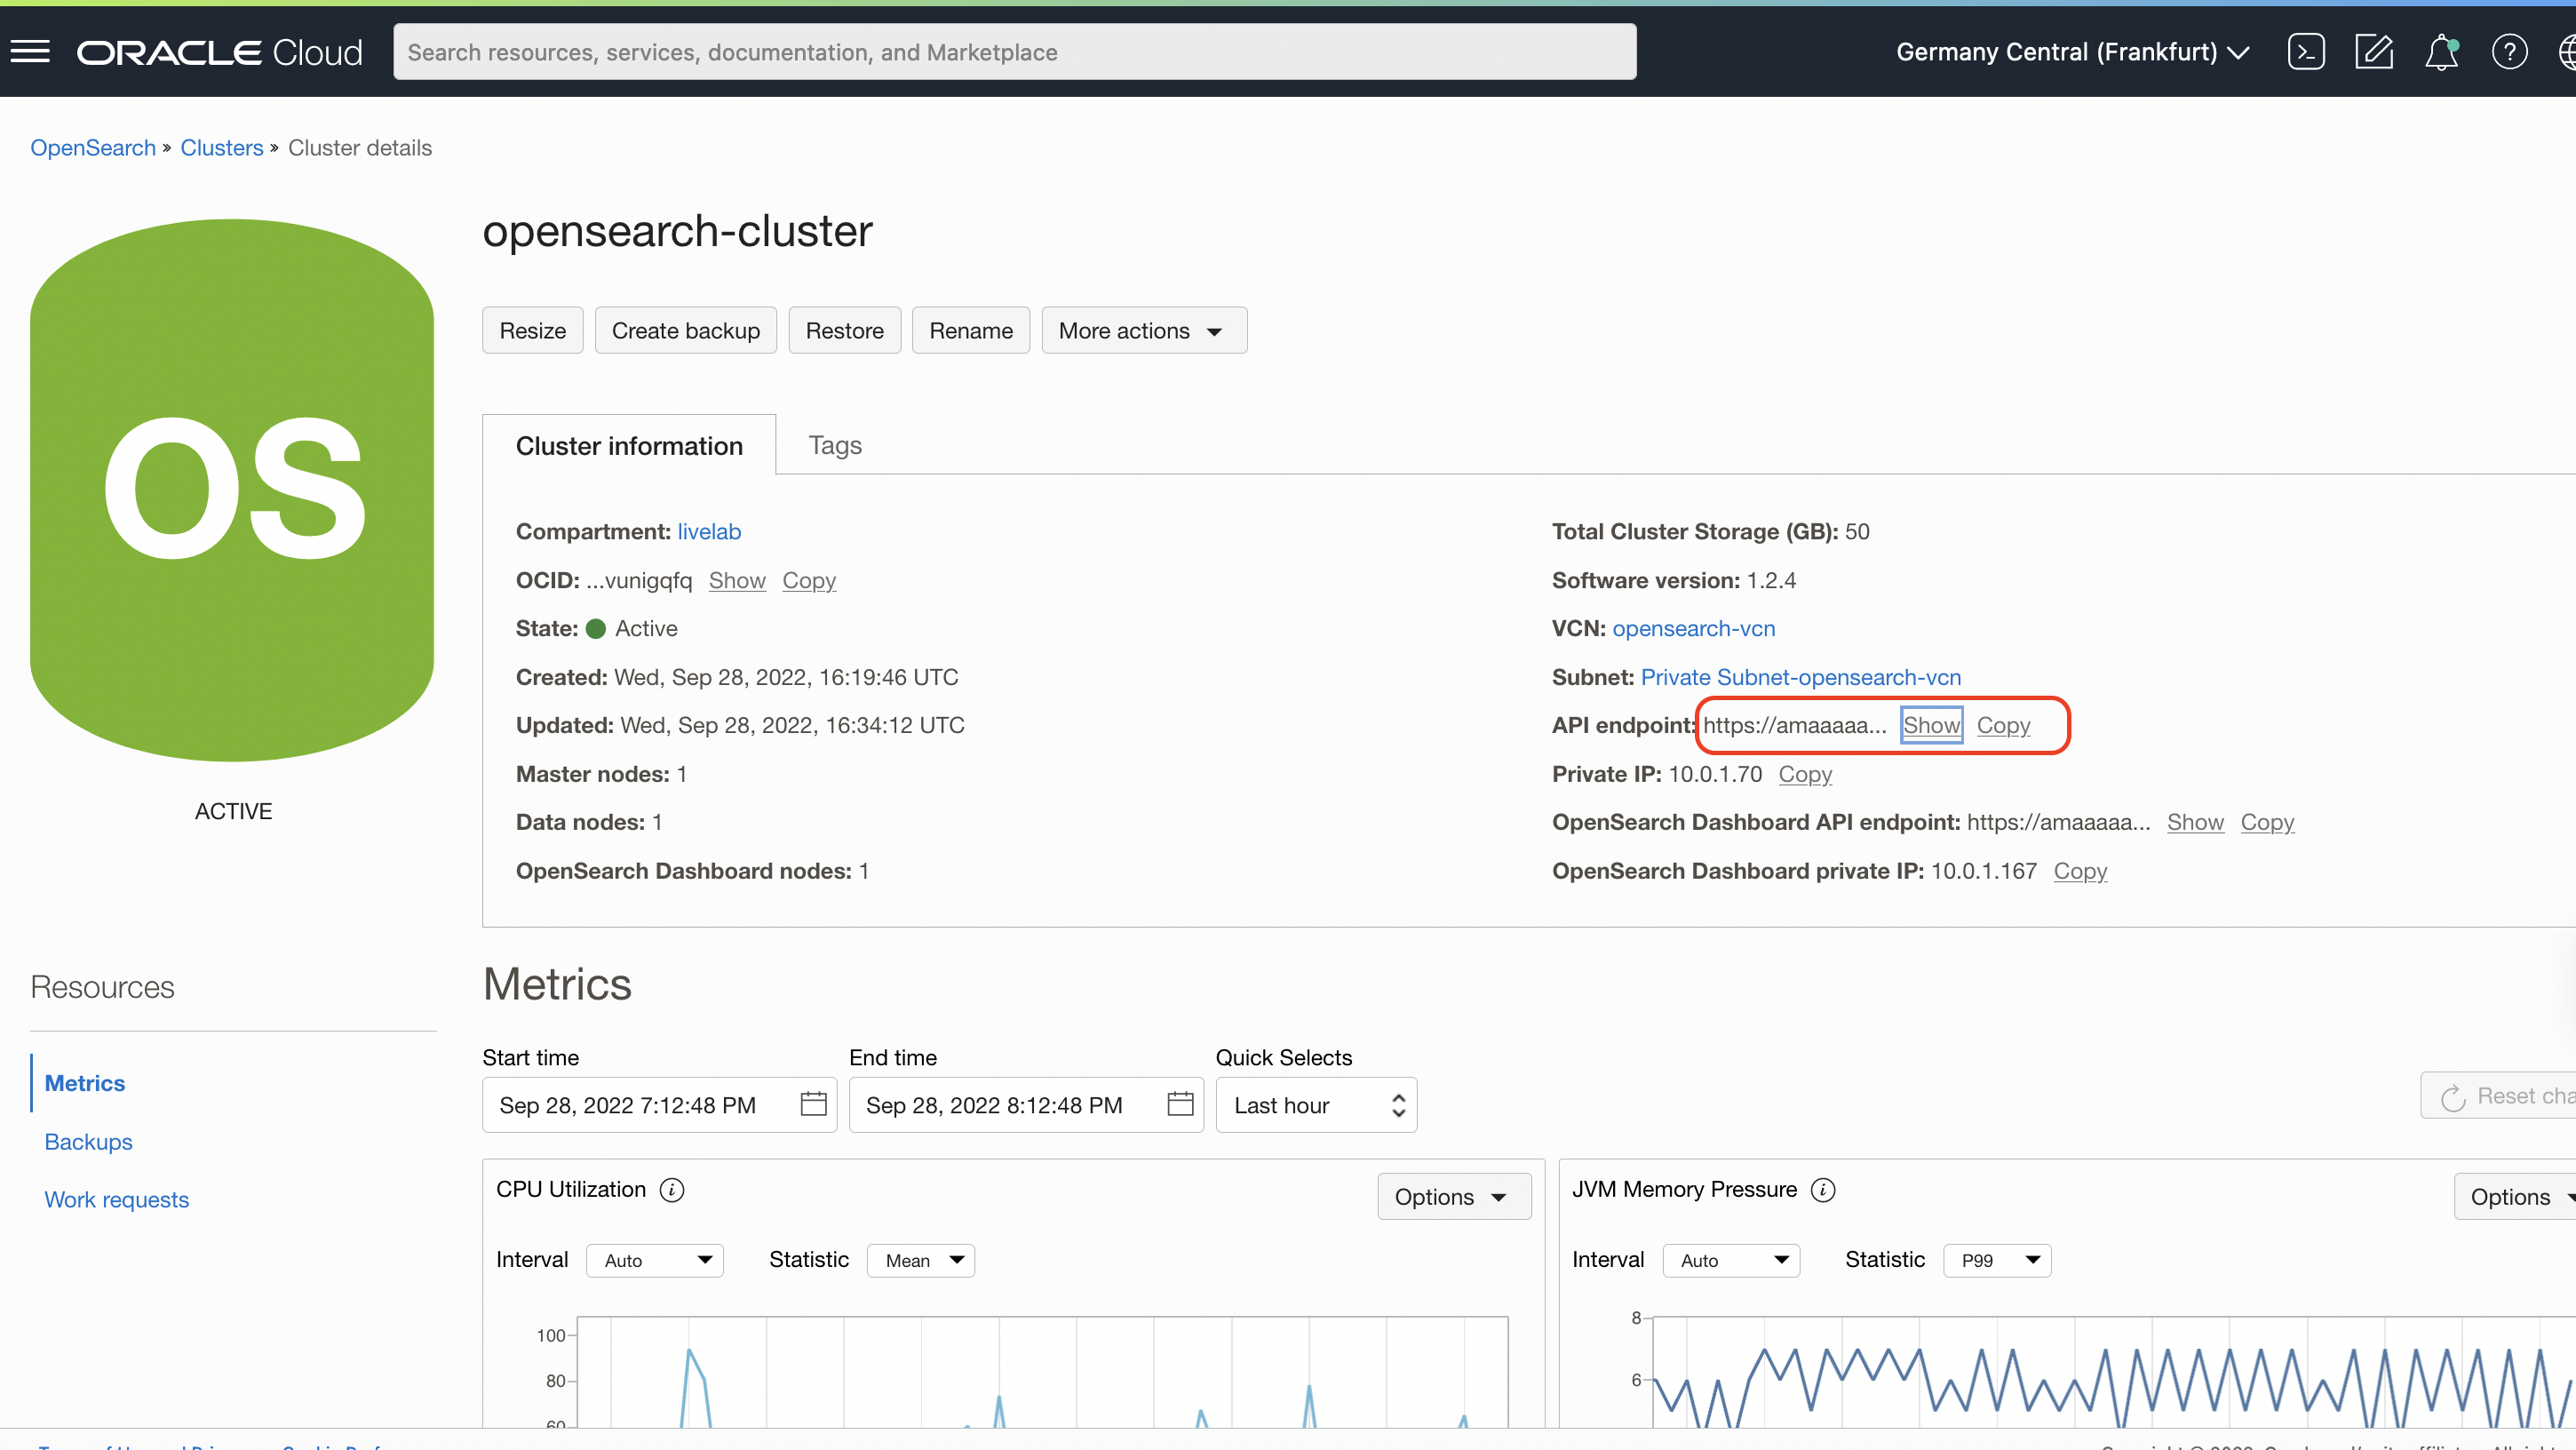 ORACLE Cloud
Search resources, services, documentation, and Marketplace
Germany Central (Frankfurt)
OpenSearch » Clusters » Cluster details
OS
ACTIVE
opensearch-cluster
Resize
Create backup
Restore
Rename
More actions
Cluster information
Tags
Compartment: livelab
OCID: ...vunigqfq Show Copy
State: Active
Created: Wed, Sep 28, 2022, 16:19:46 UTC
Updated: Wed, Sep 28, 2022, 16:34:12 UTC
Master nodes: 1
Data nodes: 1
OpenSearch Dashboard nodes: 1
Total Cluster Storage (GB): 50
Software version: 1.2.4
VCN: opensearch-vcn
Subnet: Private Subnet-opensearch-vcn
API endpoint: https://amaaaaa... Show Copy
Private IP: 10.0.1.70 Copy
OpenSearch Dashboard API endpoint: https://amaaaaa... Show Copy
OpenSearch Dashboard private IP: 10.0.1.167 Copy
Resources
Metrics
Backups
Work requests
Metrics
Start time
Sep 28, 2022 7:12:48 PM
End time
Sep 28, 2022 8:12:48 PM
Quick Selects
Last hour
Reset
CPU Utilization i
Options
Interval Auto
Statistic Mean
100
80
60
JVM Memory Pressure i
Options
Interval Auto
Statistic P99
8
6